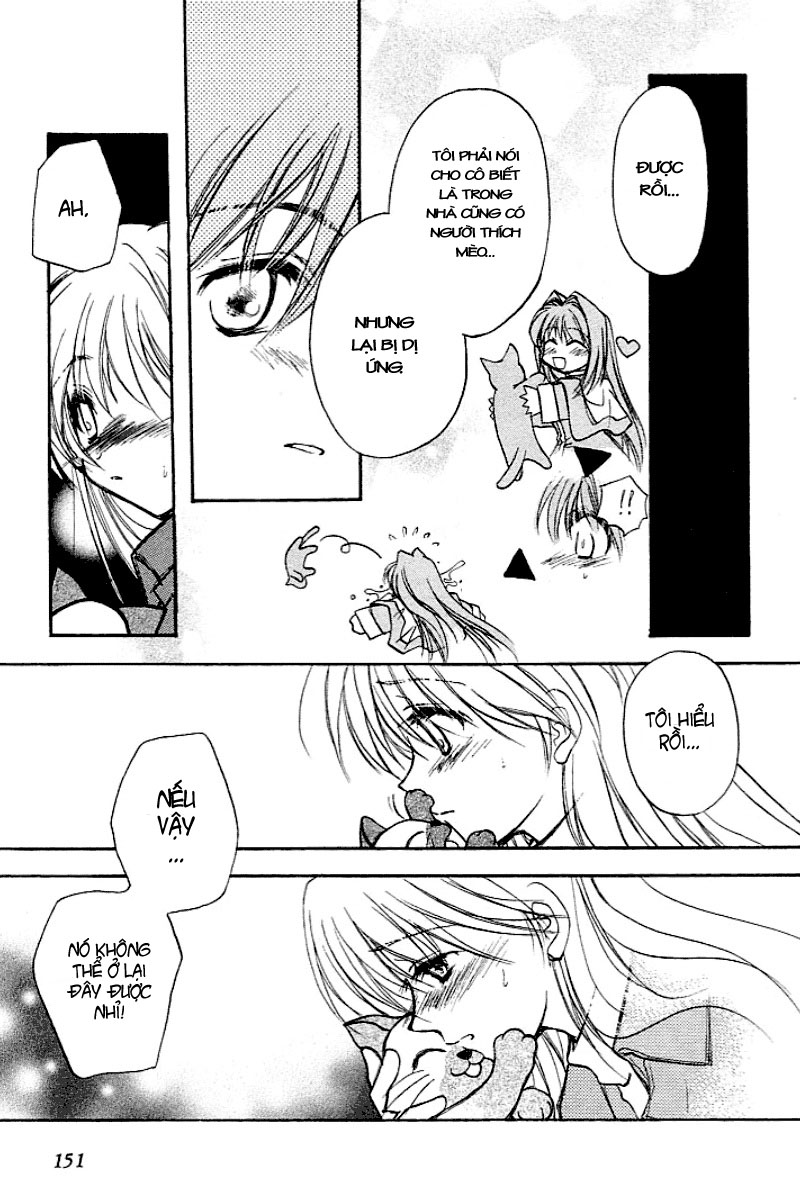 ĐƯỢC
RỒI...
TÔI PHẢI NÓI
CHO CÔ BIẾT
LÀ TRONG
NHÀ CŨNG CÓ
NGƯỜI THÍCH
MÈO...
NHƯNG
LẠI BỊ DỊ
ỨNG
!!
AH,
TÔI HIỂU
RỒI...
NẾU
VẬY
...
NÓ KHÔNG
THỂ Ở LẠI
ĐÂY ĐƯỢC
NHỈ!
151